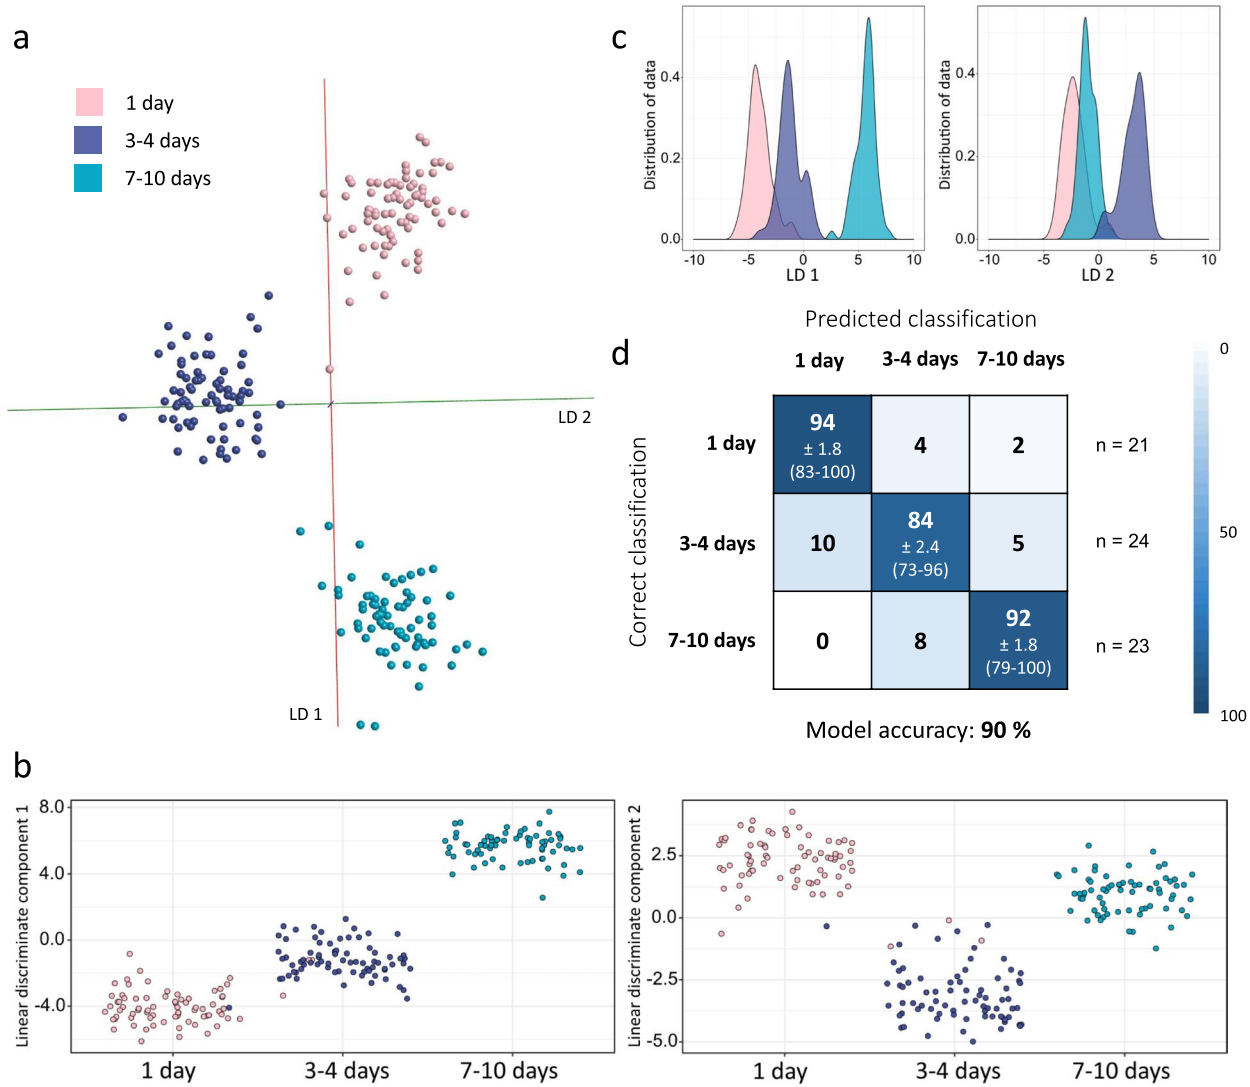 a
1 day
3-4 days
7-10 days
LD 2
LD 1
c
Distribution of data
0.4
0.2
0.0
-10
-5
0
5
10
LD 1
Distribution of data
0.4
0.2
0.0
-10
-5
0
5
10
LD 2
d
Predicted classification
1 day
3-4 days
7-10 days
Correct classification
1 day
94
± 1.8
(83-100)
4
2
n = 21
3-4 days
10
84
± 2.4
(73-96)
5
n = 24
7-10 days
0
8
92
± 1.8
(79-100)
n = 23
Model accuracy: 90 %
0
50
100
b
Linear discriminate component 1
8.0
4.0
0.0
-4.0
1 day
3-4 days
7-10 days
Linear discriminate component 2
2.5
0.0
-2.5
-5.0
1 day
3-4 days
7-10 days